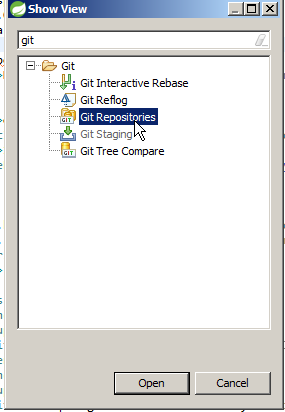 Show View
git
Git
Git Interactive Rebase
Git Reflog
Git Repositories
Git Staging
Git Tree Compare
Open
Cancel